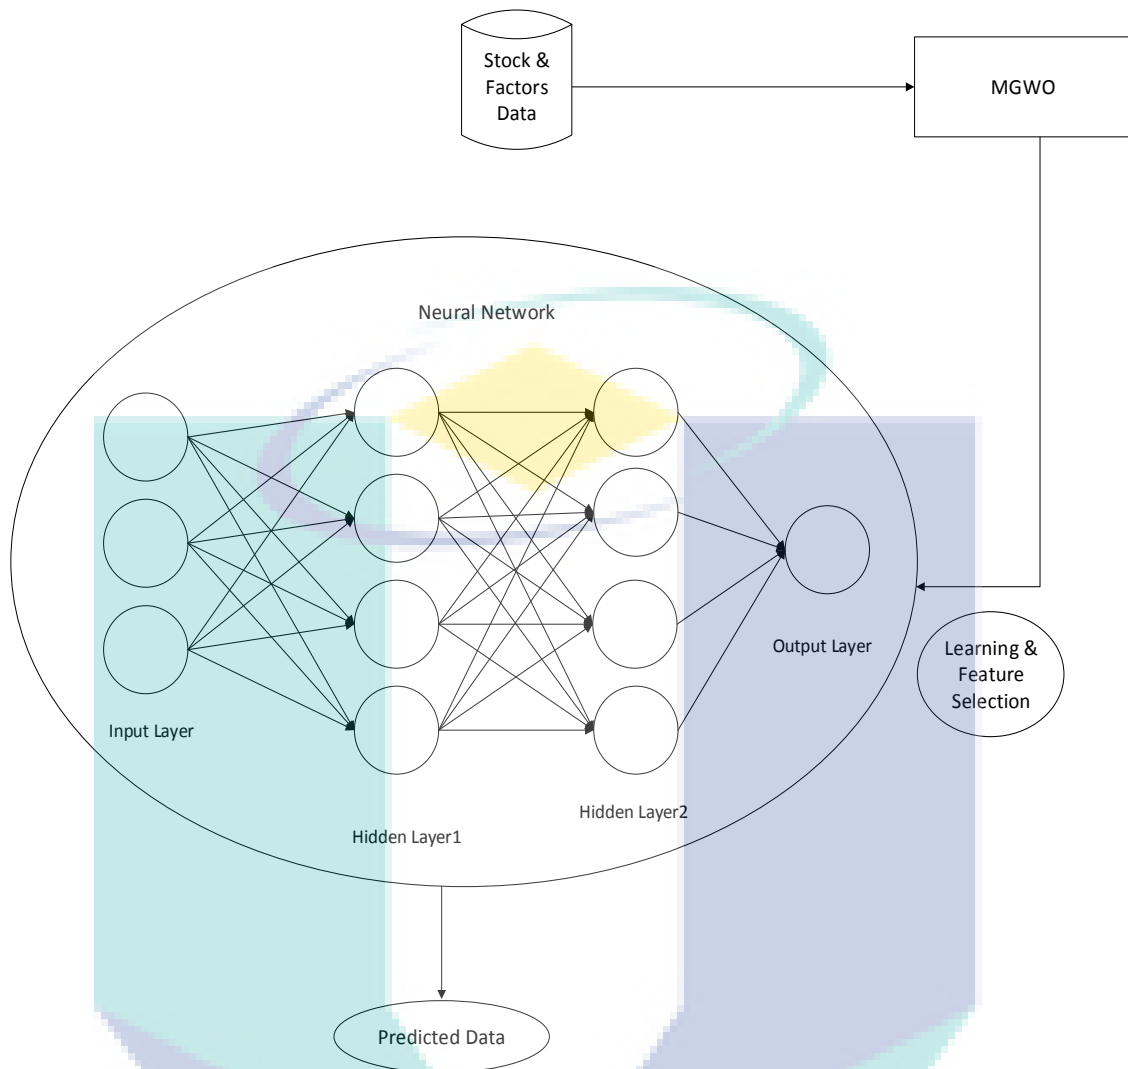 Stock &
Factors
Data
MGWO
Neural Network
Input Layer
Hidden Layer1
Hidden Layer2
Output Layer
Learning &
Feature
Selection
Predicted Data